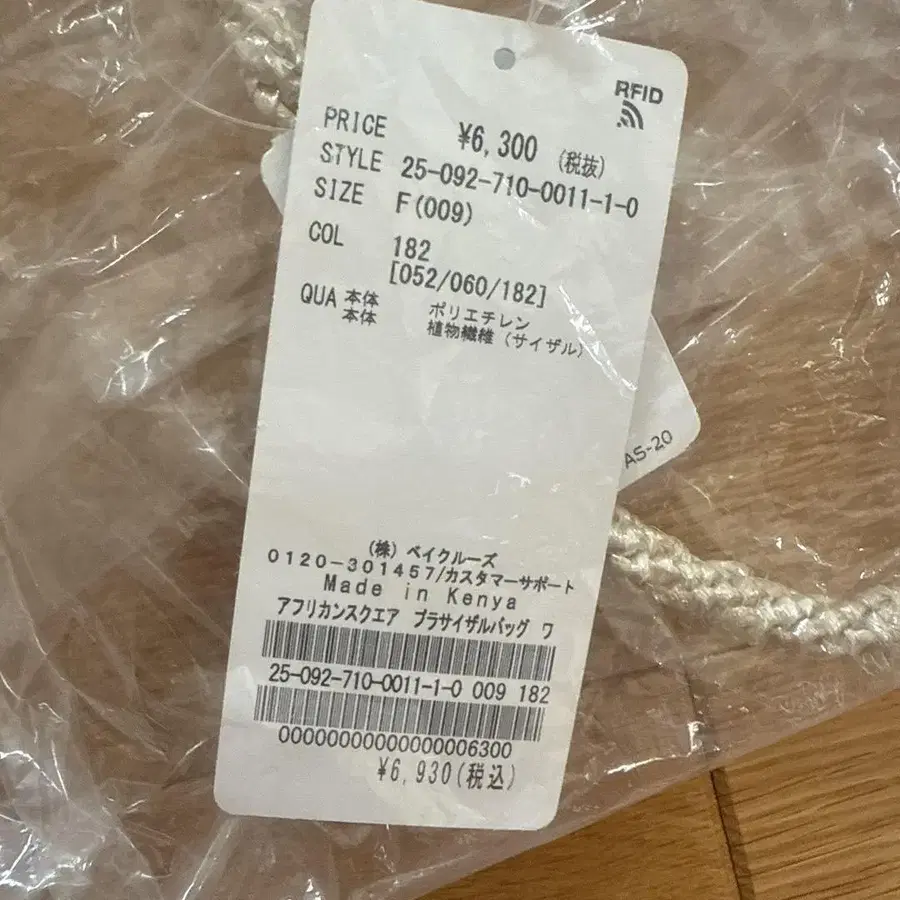 RFID
PRICE ¥6,300 (税抜)
STYLE 25-092-710-0011-1-0
SIZE F(009)
COL 182
[052/060/182]
QUA 本体 ポリエチレン
本体 植物繊維(サイザル)
AS-20
(株)ベイクルーズ
0120-301457/カスタマーサポート
Made in Kenya
アフリカンスクエア プラサイザルバッグ ワ
25-092-710-0011-1-0 009 182
00000000000000006300
¥6,930(税込)